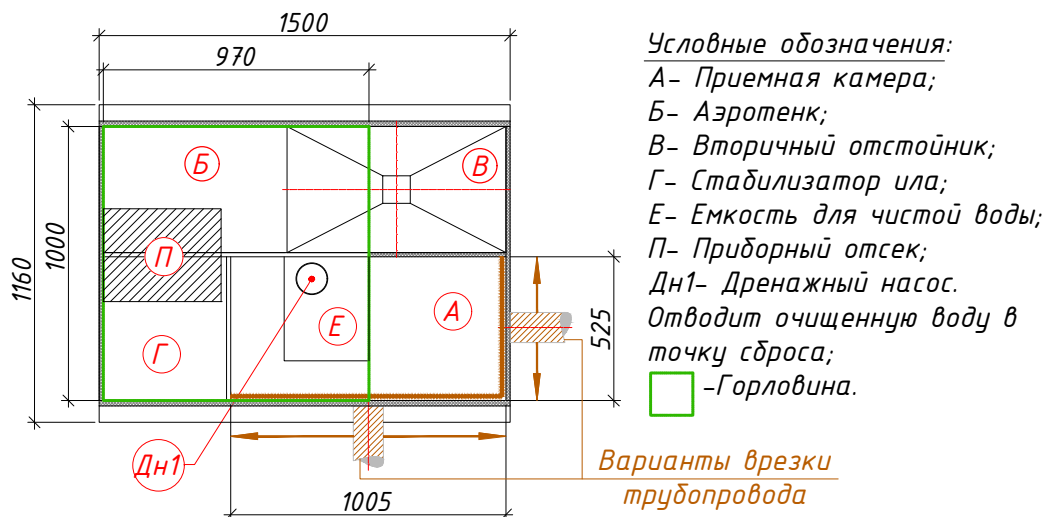 1500
970
1160
1000
Б
В
П
А
Е
Г
525
Дн1
1005
Условные обозначения:
А- Приемная камера;
Б- Аэротенк;
В- Вторичный отстойник;
Г- Стабилизатор ила;
Е- Емкость для чистой воды;
П- Приборный отсек;
Дн1- Дренажный насос.
Отводит очищенную воду в
точку сброса;
-Горловина.
Варианты врезки
трубопровода